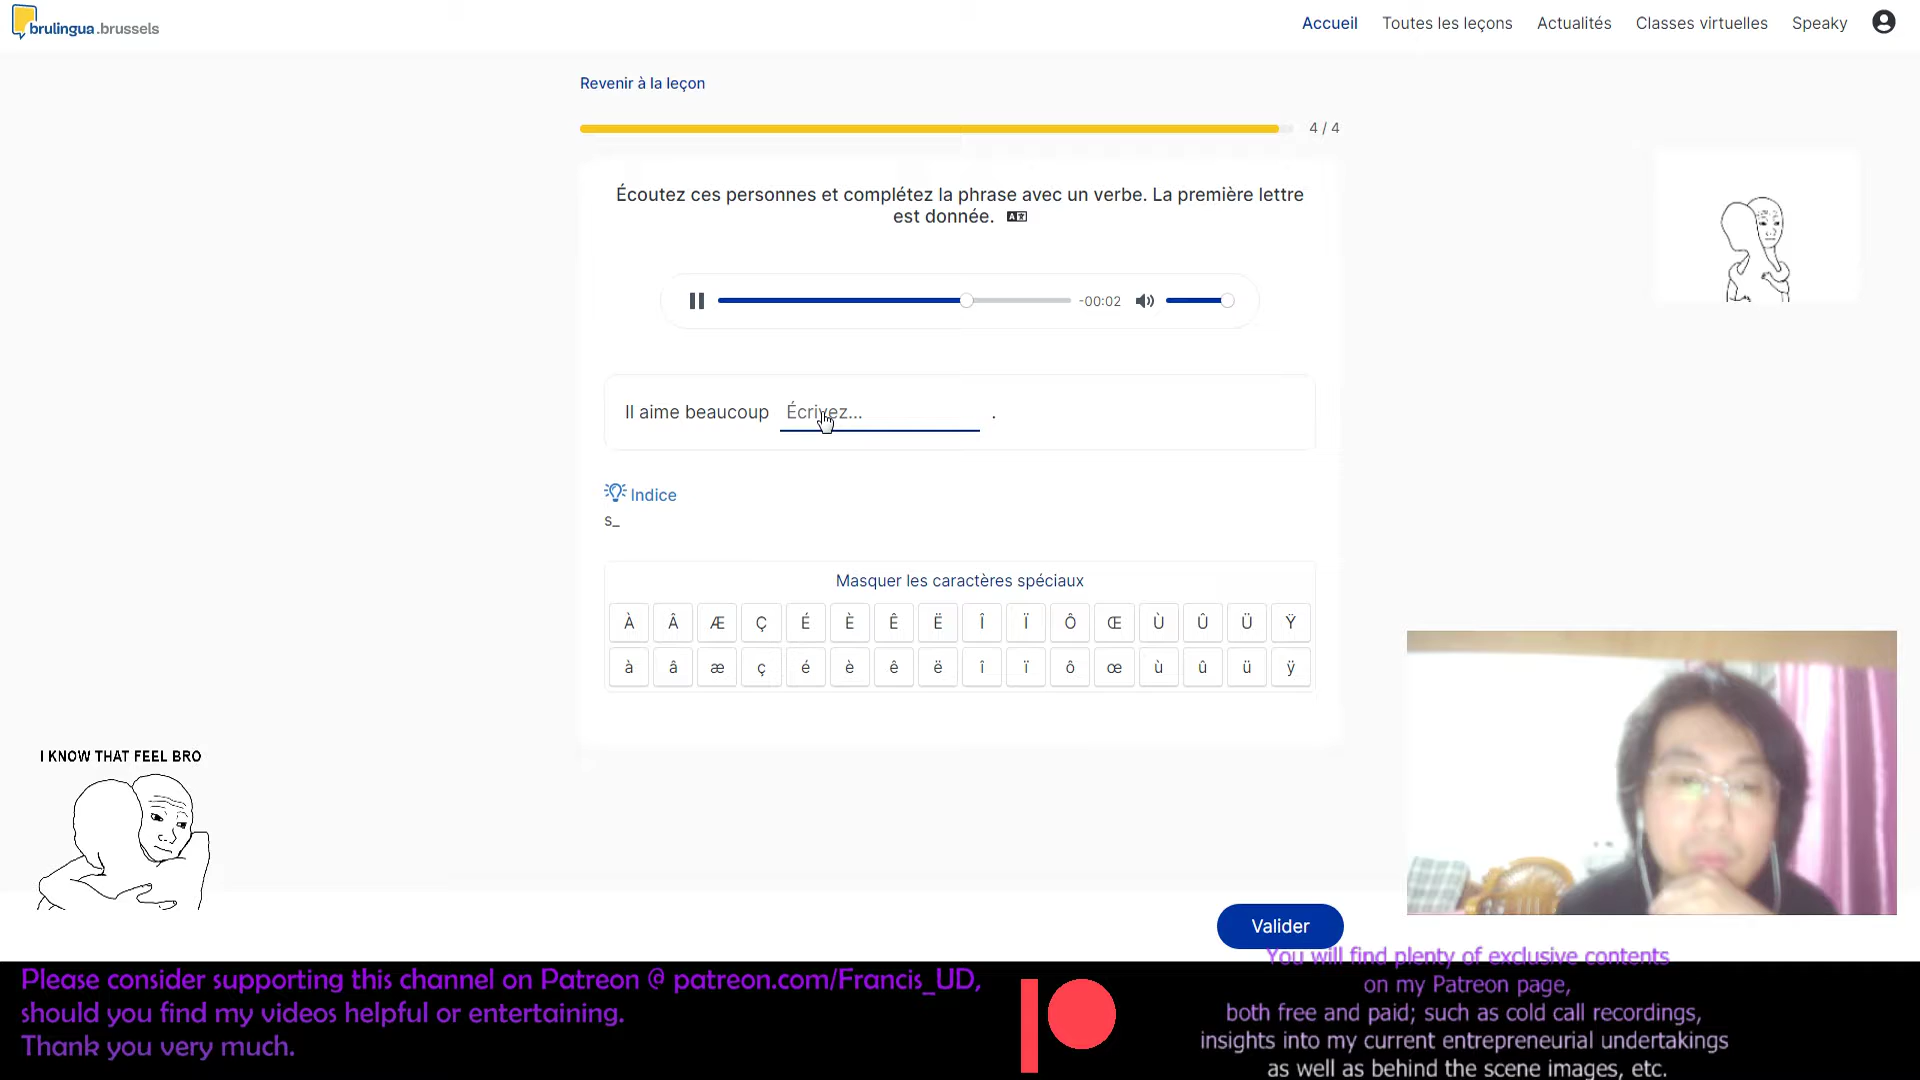 brulingua.brussels
Accueil
Toutes les leçons
Actualités
Classes virtuelles
Speaky
Revenir à la leçon
4 / 4
Écoutez ces personnes et complétez la phrase avec un verbe. La première lettre
est donnée.
-00:02
Il aime beaucoup Écrivez... .
Indice
s_
Masquer les caractères spéciaux
À Â Æ Ç É È Ê Ë Î Ï Ô Œ Ù Û Ü Ÿ
à â æ ç é è ê ë î ï ô œ ù û ü ÿ
I KNOW THAT FEEL BRO
Valider
Please consider supporting this channel on Patreon @ patreon.com/Francis_UD,
should you find my videos helpful or entertaining.
Thank you very much.
You will find plenty of exclusive contents
on my Patreon page,
both free and paid; such as cold call recordings,
insights into my current entrepreneurial undertakings
as well as behind the scene images, etc.